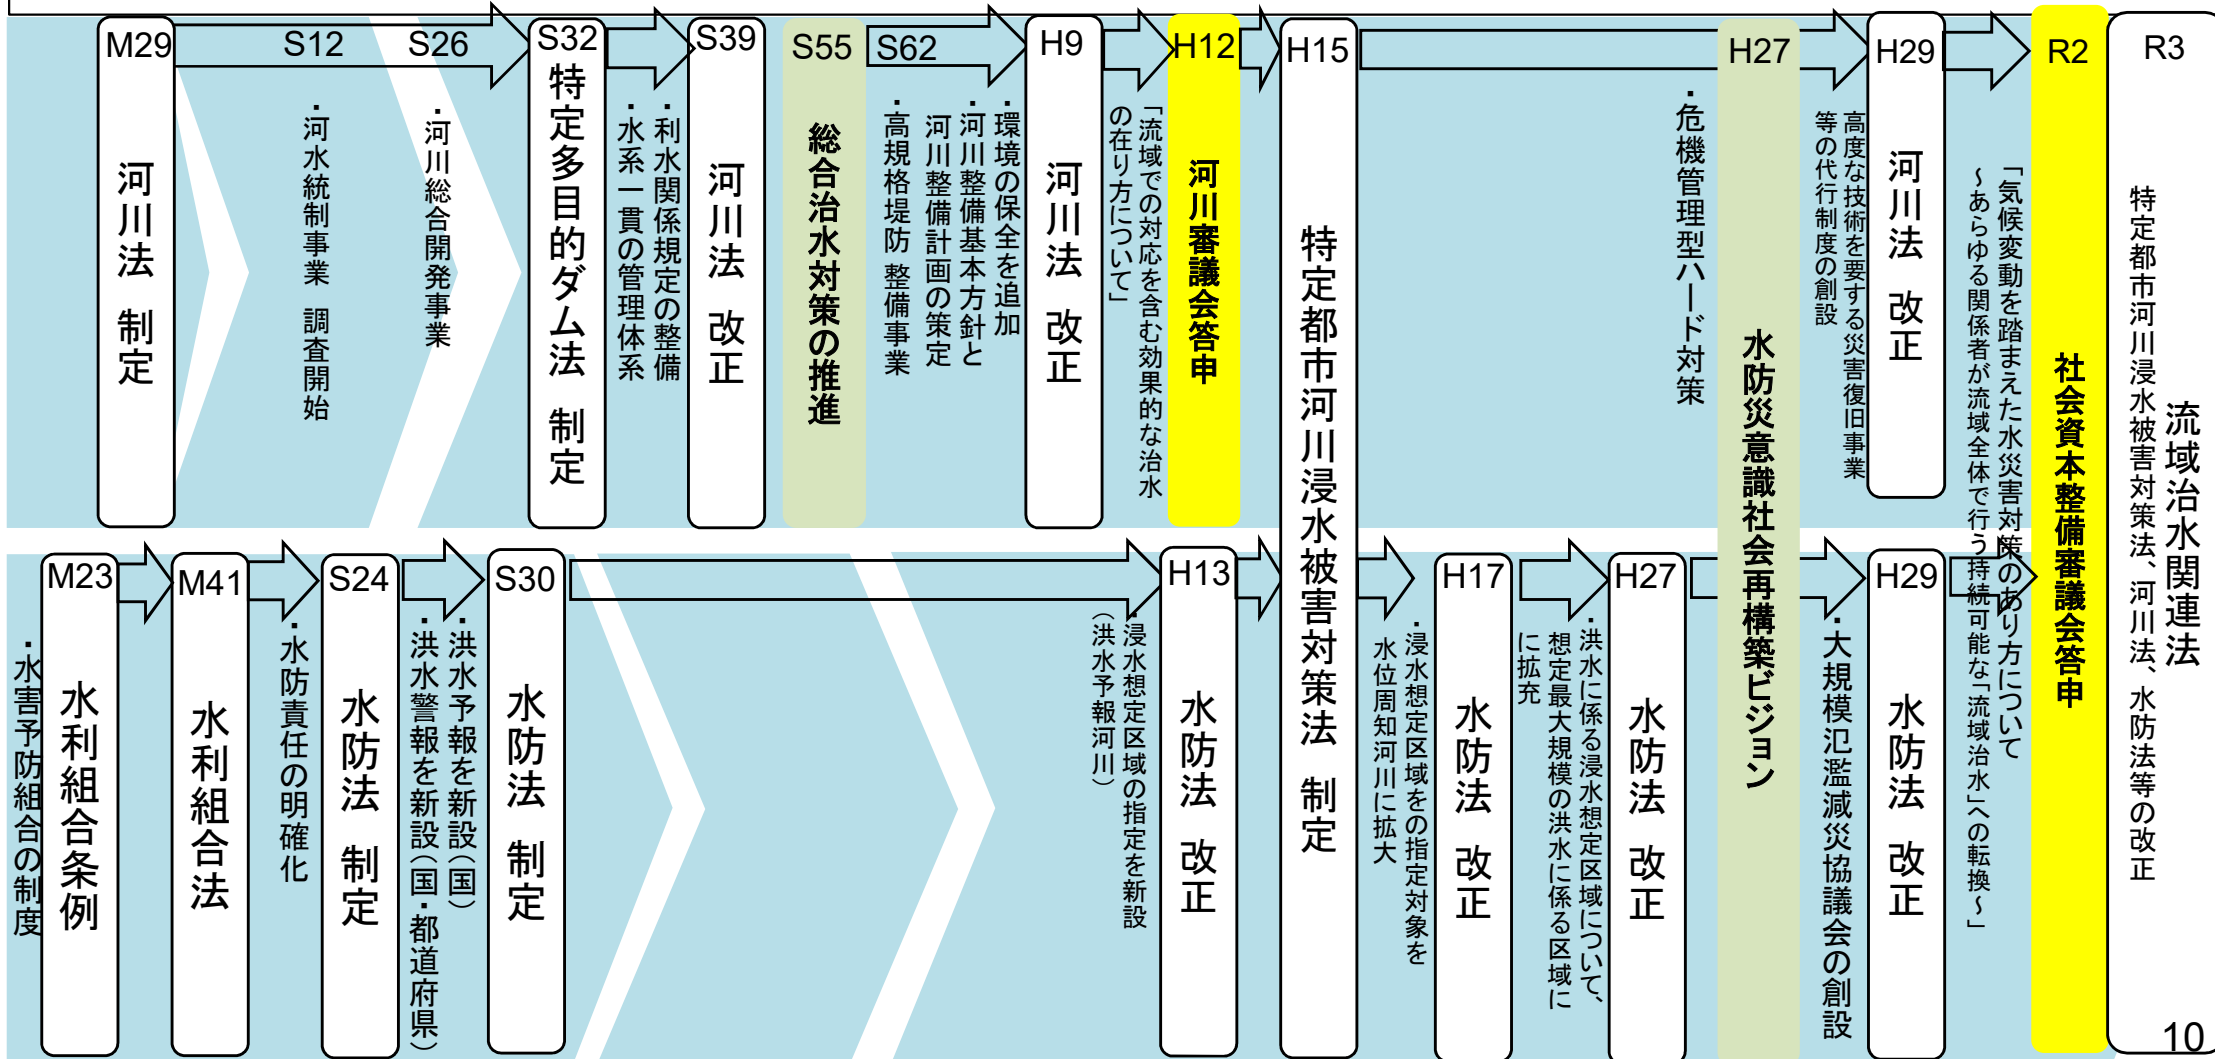 M29
河川法 制定
S12
・河水統制事業 調査開始
S26
・河川総合開発事業
S32
特定多目的ダム法 制定
・利水関係規定の整備
・水系一貫の管理体系
S39
河川法 改正
S55
総合治水対策の推進
S62
・環境の保全を追加
・河川整備基本方針と
河川整備計画の策定
・高規格堤防 整備事業
H9
河川法 改正
「流域での対応を含む効果的な治水
の在り方について」
H12
河川審議会答申
H15
特定都市河川浸水被害対策法 制定
・危機管理型ハード対策
H27
水防災意識社会再構築ビジョン
高度な技術を要する災害復旧事業
等の代行制度の創設
H29
河川法 改正
「気候変動を踏まえた水災害対策のあり方について
～あらゆる関係者が流域全体で行う持続可能な「流域治水」への転換～」
R2
社会資本整備審議会答申
R3
流域治水関連法
特定都市河川浸水被害対策法、河川法、水防法等の改正
・水害予防組合の制度
M23
水利組合条例
M41
水利組合法
・水防責任の明確化
S24
水防法 制定
・洪水予報を新設(国)
・洪水警報を新設(国・都道府県)
S30
水防法 制定
・浸水想定区域の指定を新設
(洪水予報河川)
H13
水防法 改正
・浸水想定区域をの指定対象を
水位周知河川に拡大
H17
水防法 改正
・洪水に係る浸水想定区域について、
想定最大規模の洪水に係る区域に
に拡充
H27
水防法 改正
・大規模氾濫減災協議会の創設
H29
水防法 改正
10